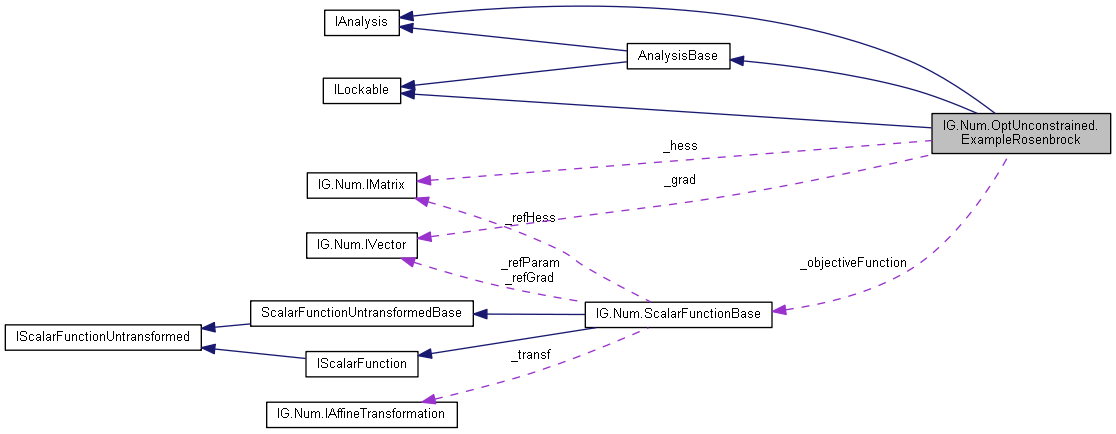 IAnalysis
AnalysisBase
ILockable
IG.Num.OptUnconstrained.
ExampleRosenbrock
_hess
_grad
IG.Num.IMatrix
_refHess
IG.Num.IVector
_refParam
_refGrad
_objectiveFunction
ScalarFunctionUntransformedBase
IG.Num.ScalarFunctionBase
IScalarFunctionUntransformed
IScalarFunction
_transf
IG.Num.IAffineTransformation